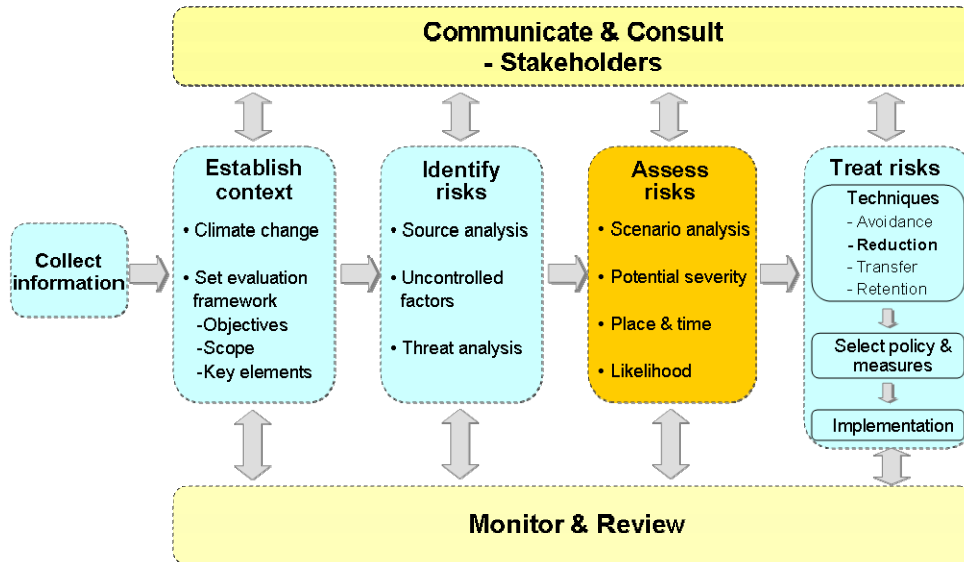 Communicate & Consult
- Stakeholders
Collect
information
Establish
context
• Climate change
• Set evaluation
framework
-Objectives
-Scope
-Key elements
Identify
risks
• Source analysis
• Uncontrolled
factors
• Threat analysis
Assess
risks
• Scenario analysis
• Potential severity
• Place & time
• Likelihood
Treat risks
Techniques
- Avoidance
- Reduction
- Transfer
- Retention
Select policy &
measures
Implementation
Monitor & Review